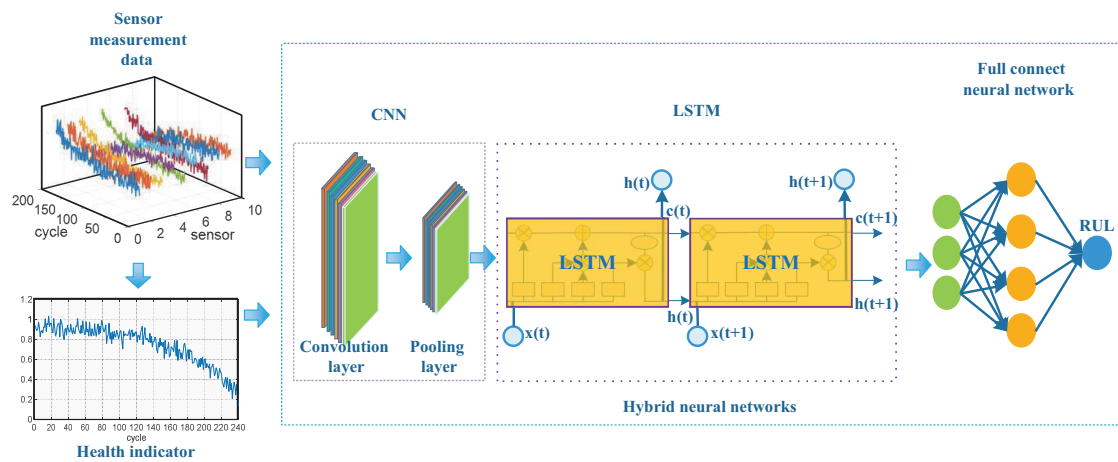 Sensor
measurement
data
200
150
100
50
0
cycle
0
2
4
6
8
10
sensor
1.2
1
0.8
0.6
0.4
0.2
0
0 20 40 60 80 100 120 140 160 180 200 220 240
cycle
Health indicator
CNN
Convolution
layer
Pooling
layer
LSTM
h(t)
c(t)
h(t+1)
c(t+1)
LSTM
LSTM
h(t)
h(t+1)
x(t)
x(t+1)
Hybrid neural networks
Full connect
neural network
RUL